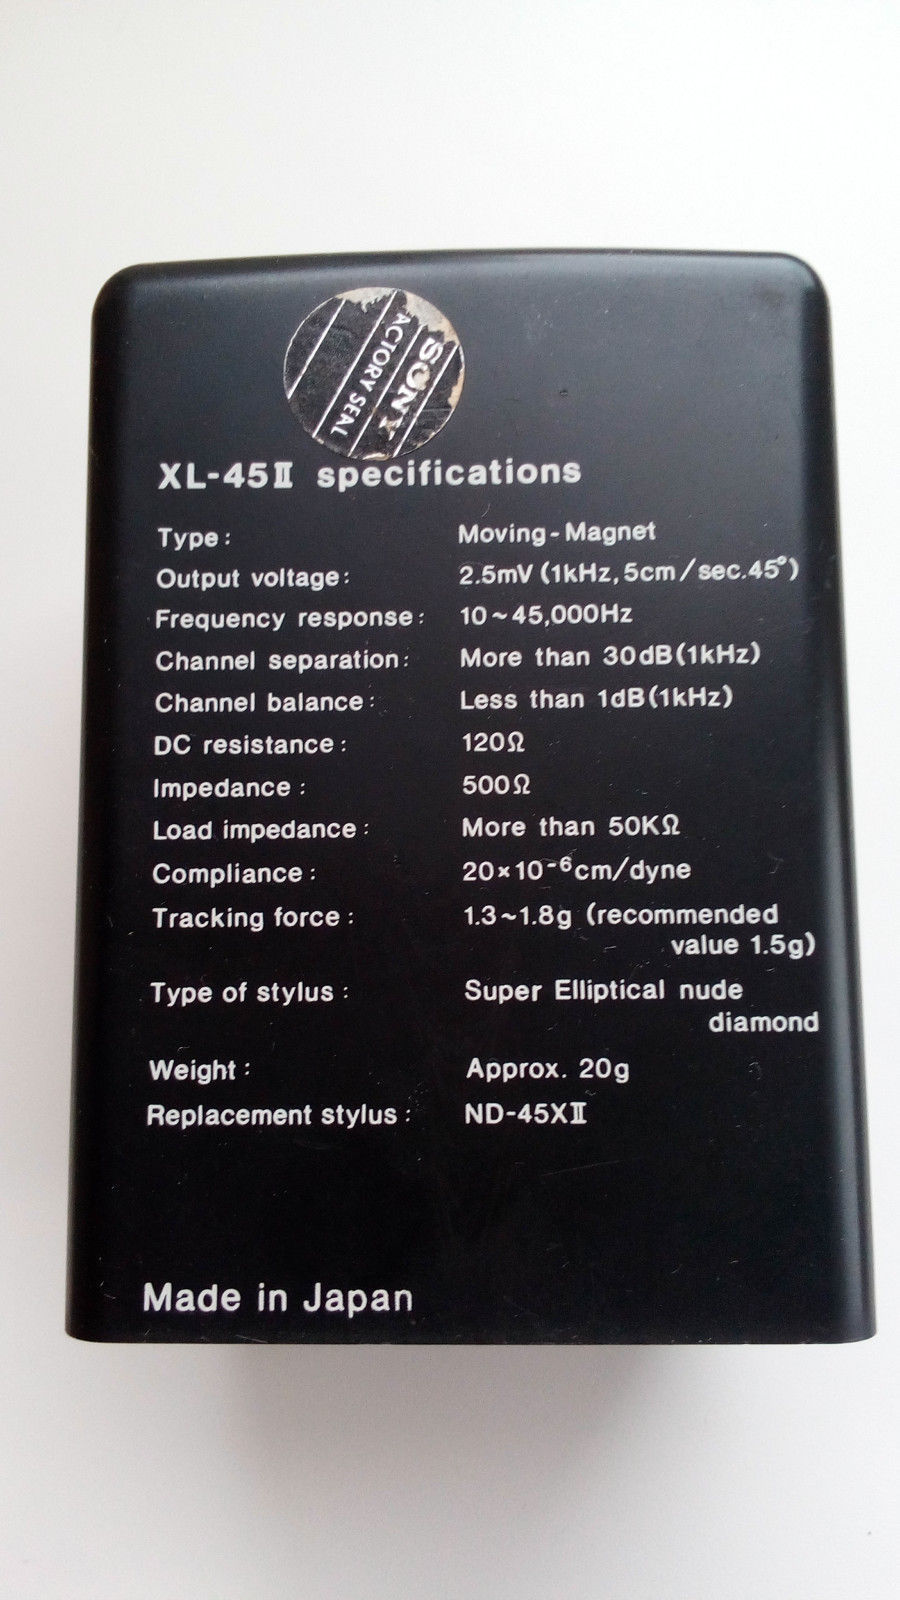 SONY
FACTORY SEAL
XL-45Ⅱ specifications
Type: Moving-Magnet
Output voltage: 2.5mV (1kHz, 5cm/sec.45°)
Frequency response: 10~45,000Hz
Channel separation: More than 30dB(1kHz)
Channel balance: Less than 1dB(1kHz)
DC resistance: 120Ω
Impedance: 500Ω
Load impedance: More than 50KΩ
Compliance: 20×10⁻⁶cm/dyne
Tracking force: 1.3~1.8g (recommended
value 1.5g)
Type of stylus: Super Elliptical nude
diamond
Weight: Approx. 20g
Replacement stylus: ND-45XⅡ
Made in Japan